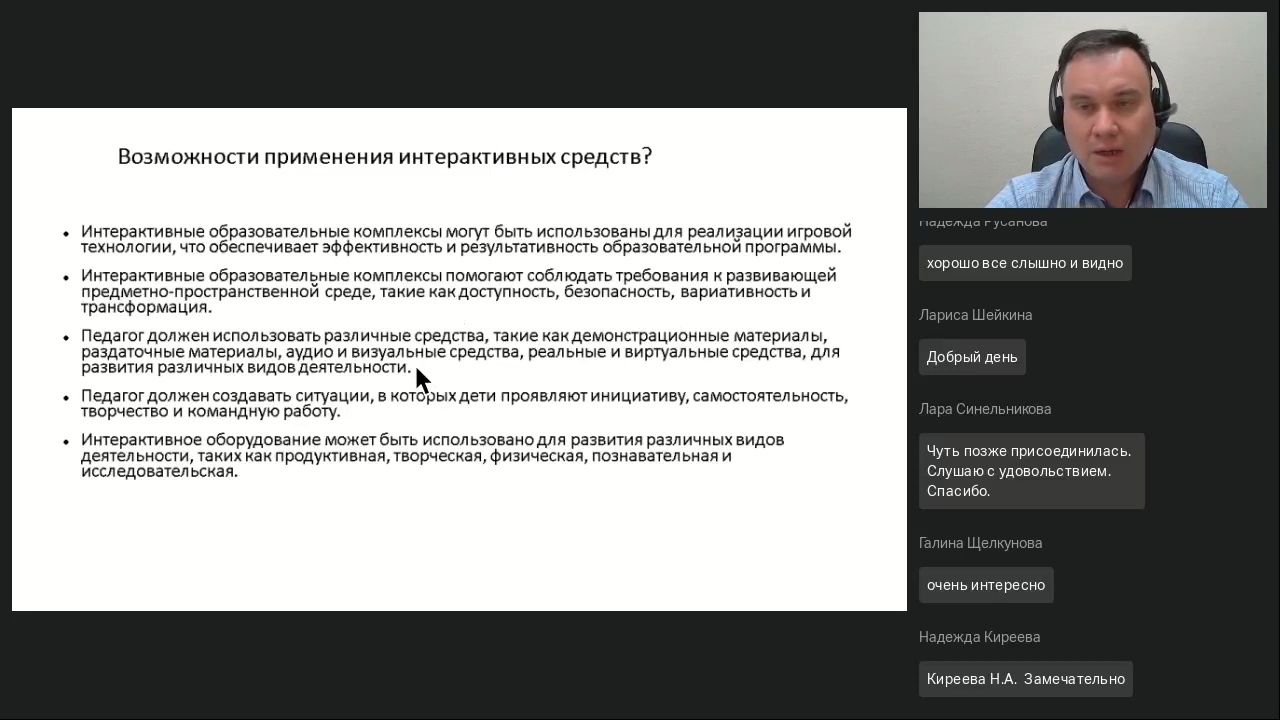 Возможности применения интерактивных средств?
• Интерактивные образовательные комплексы могут быть использованы для реализации игровой
технологии, что обеспечивает эффективность и результативность образовательной программы.
• Интерактивные образовательные комплексы помогают соблюдать требования к развивающей
предметно-пространственной среде, такие как доступность, безопасность, вариативность и
трансформация.
• Педагог должен использовать различные средства, такие как демонстрационные материалы,
раздаточные материалы, аудио и визуальные средства, реальные и виртуальные средства, для
развития различных видов деятельности.
• Педагог должен создавать ситуации, в которых дети проявляют инициативу, самостоятельность,
творчество и командную работу.
• Интерактивное оборудование может быть использовано для развития различных видов
деятельности, таких как продуктивная, творческая, физическая, познавательная и
исследовательская.
Надежда Русанова
хорошо все слышно и видно
Лариса Шейкина
Добрый день
Лара Синельникова
Чуть позже присоединилась.
Слушаю с удовольствием.
Спасибо.
Галина Щелкунова
очень интересно
Надежда Киреева
Киреева Н.А. Замечательно